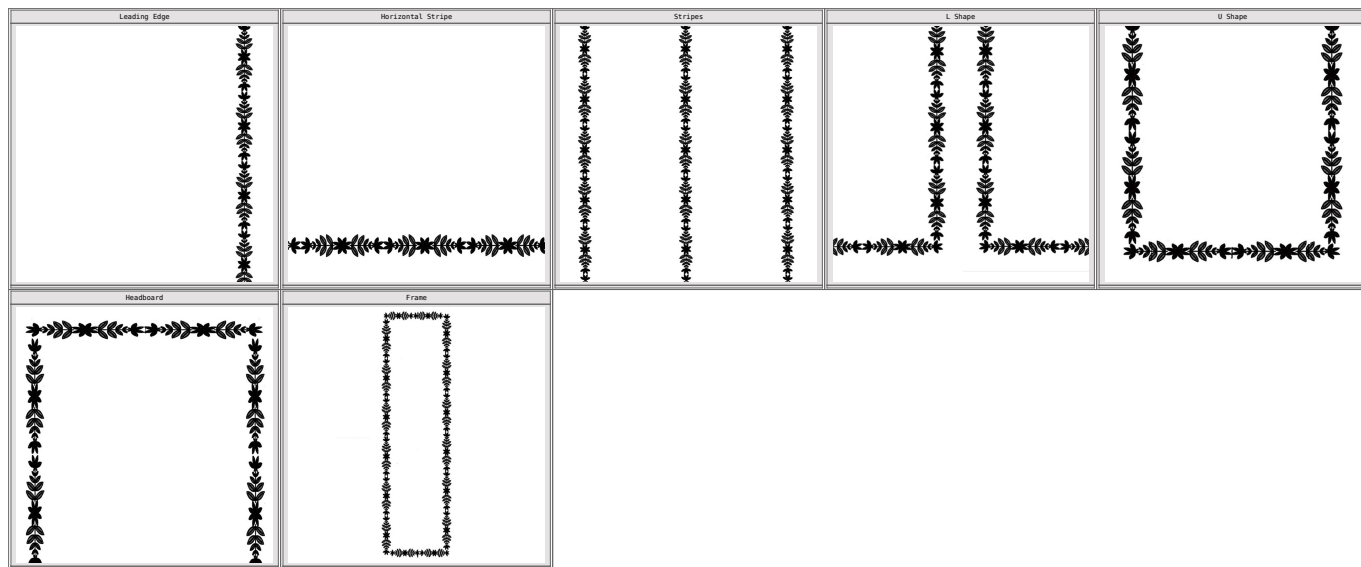 Leading Edge
Horizontal Stripe
Stripes
L Shape
U Shape
Headboard
Frame